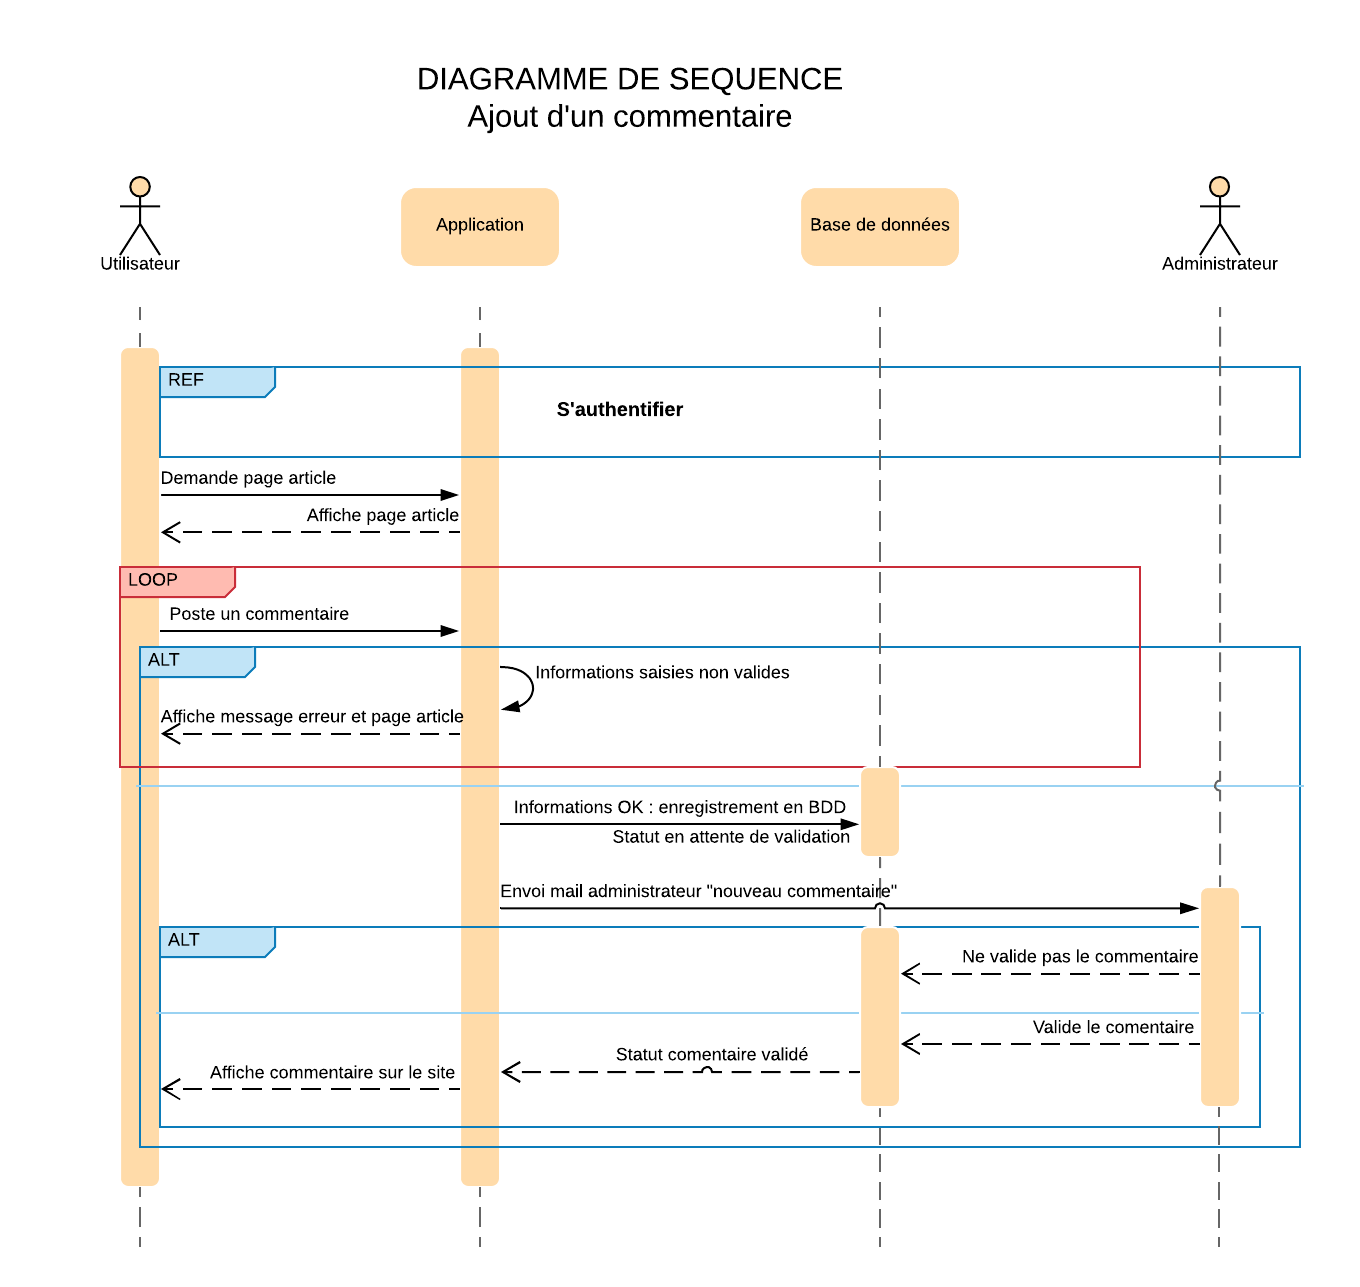 DIAGRAMME DE SEQUENCE
Ajout d'un commentaire
Utilisateur
Application
Base de données
Administrateur
REF
S'authentifier
Demande page article
Affiche page article
LOOP
Poste un commentaire
ALT
Informations saisies non valides
Affiche message erreur et page article
Informations OK : enregistrement en BDD
Statut en attente de validation
Envoi mail administrateur "nouveau commentaire"
ALT
Ne valide pas le commentaire
Valide le comentaire
Statut comentaire validé
Affiche commentaire sur le site